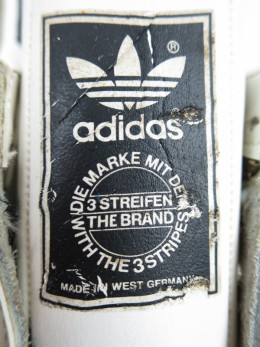 ®
adidas
DIE MARKE MIT DEN
3 STREIFEN
THE BRAND
WITH THE 3 STRIPES
MADE IN WEST GERMANY